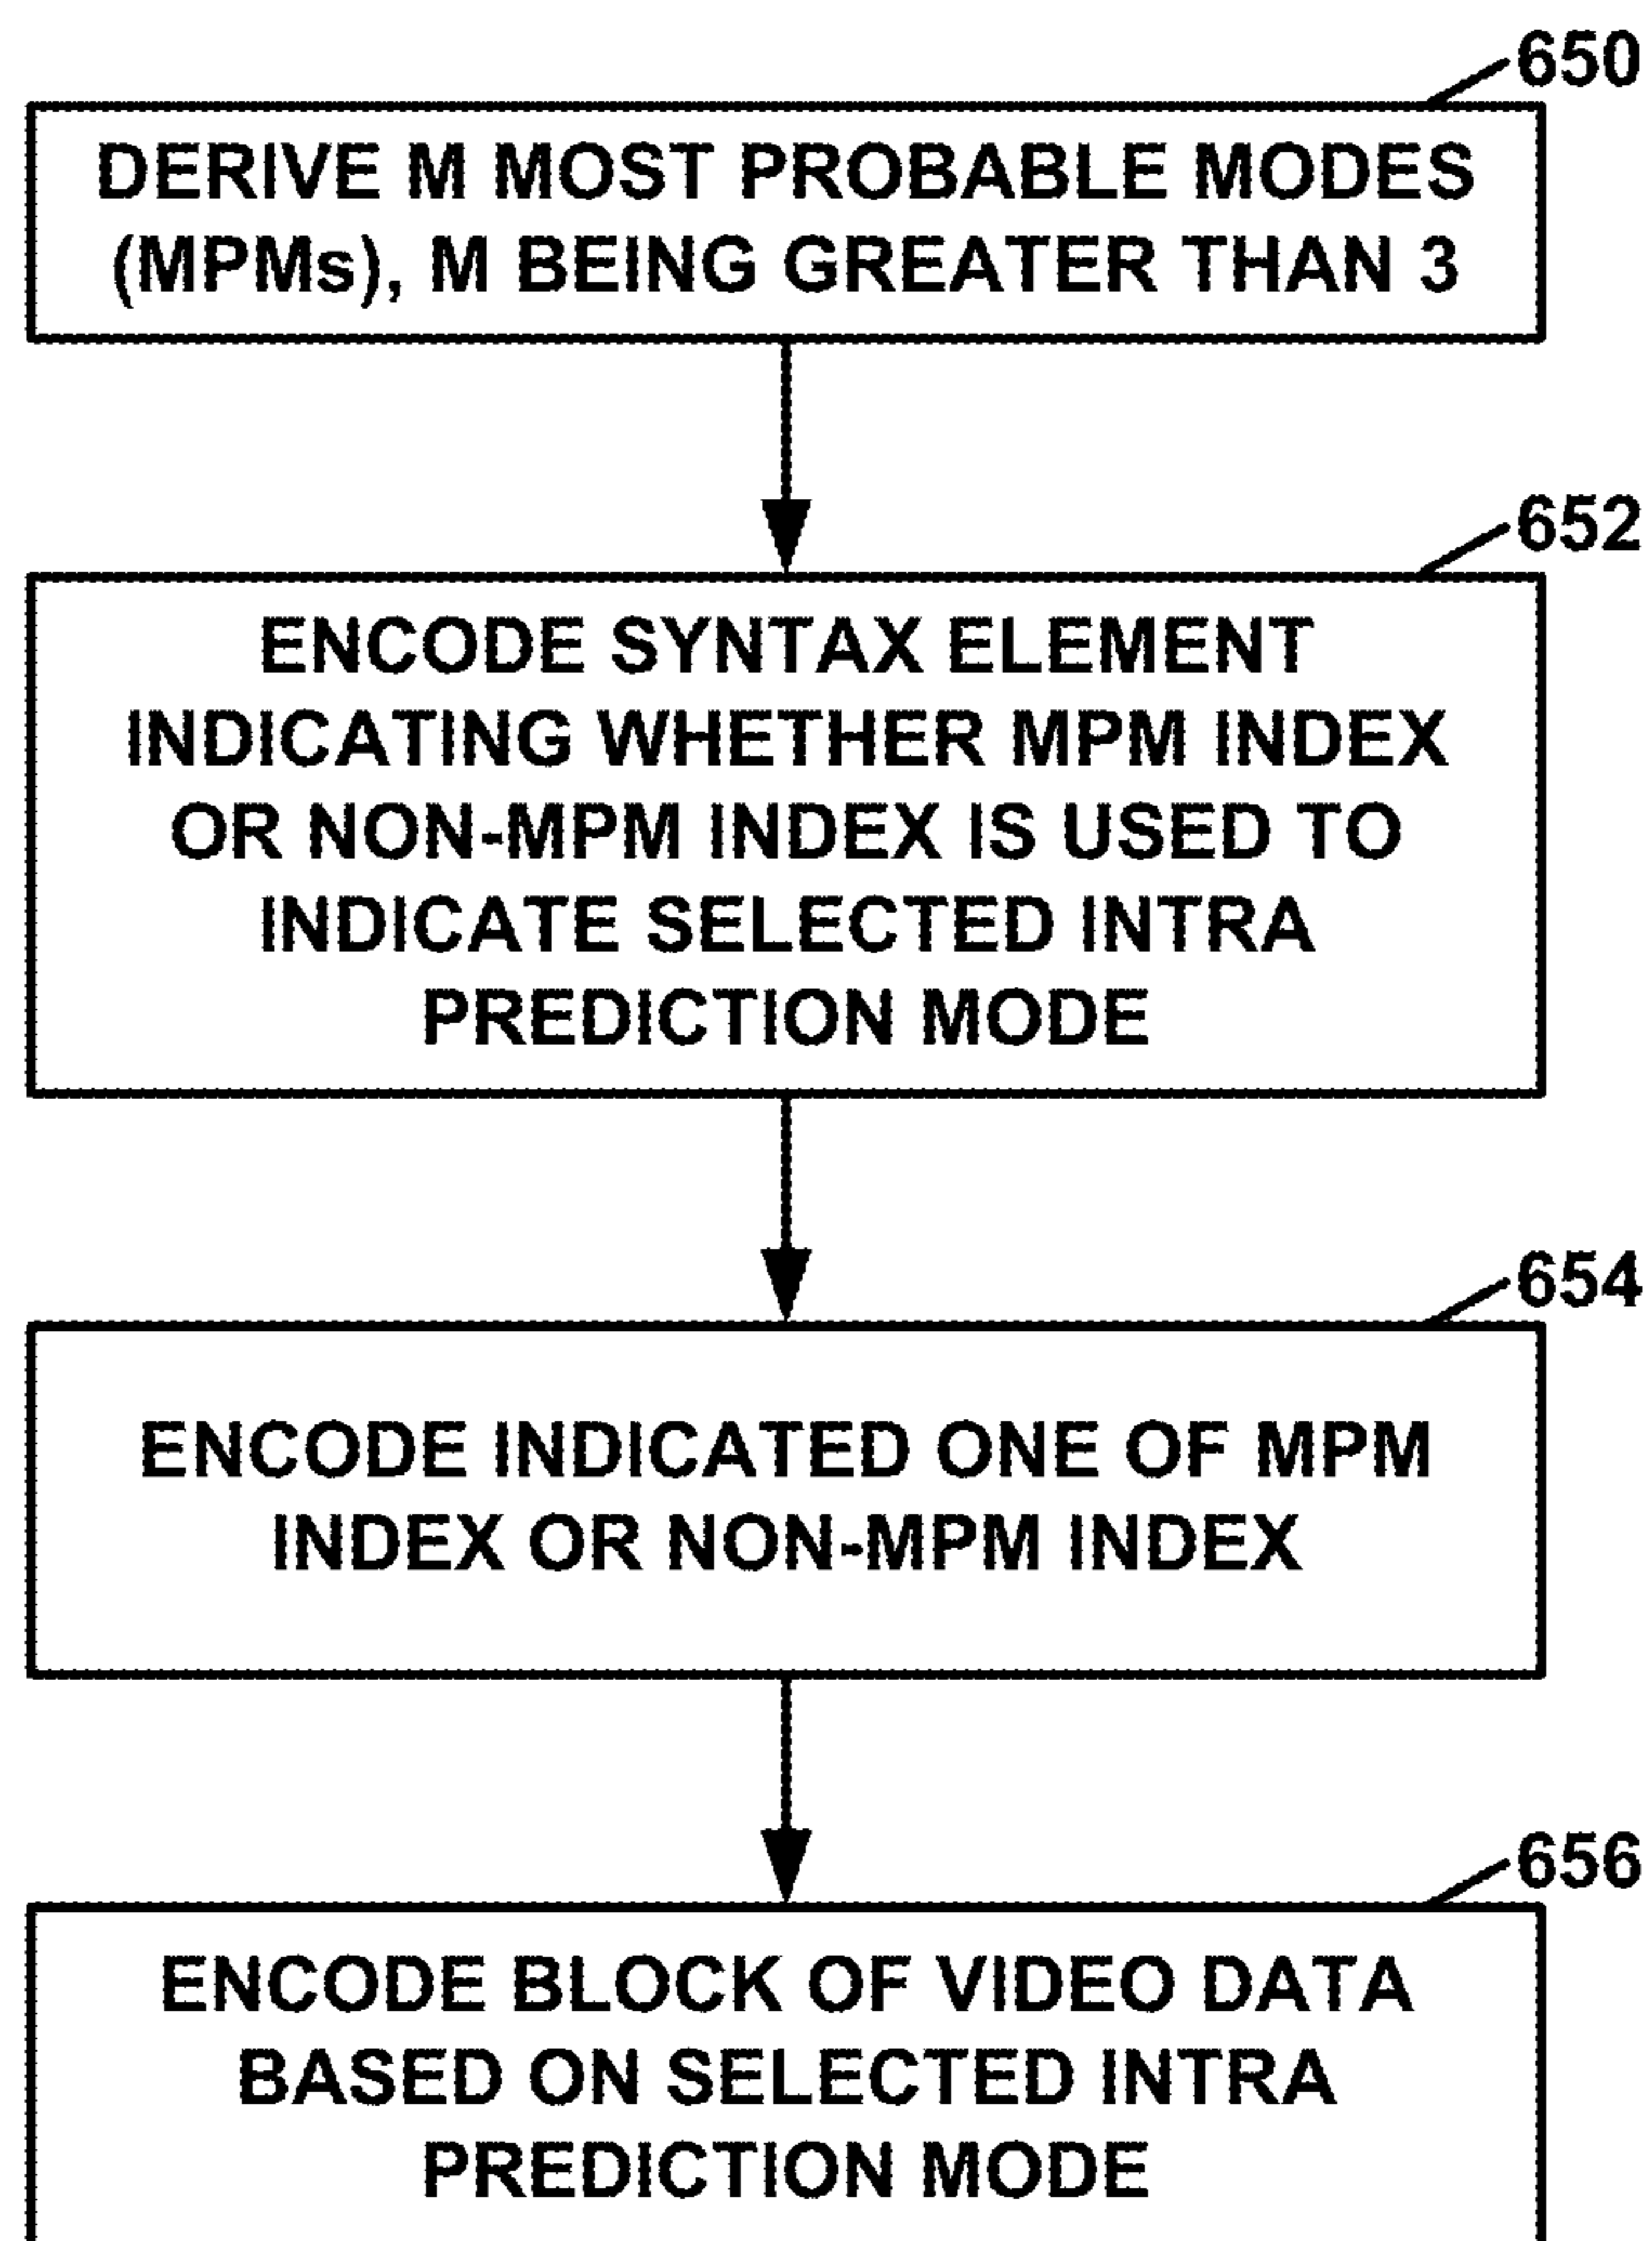 650
DERIVE M MOST PROBABLE MODES
(MPMs), M BEING GREATER THAN 3
652
ENCODE SYNTAX ELEMENT
INDICATING WHETHER MPM INDEX
OR NON-MPM INDEX IS USED TO
INDICATE SELECTED INTRA
PREDICTION MODE
654
ENCODE INDICATED ONE OF MPM
INDEX OR NON-MPM INDEX
656
ENCODE BLOCK OF VIDEO DATA
BASED ON SELECTED INTRA
PREDICTION MODE